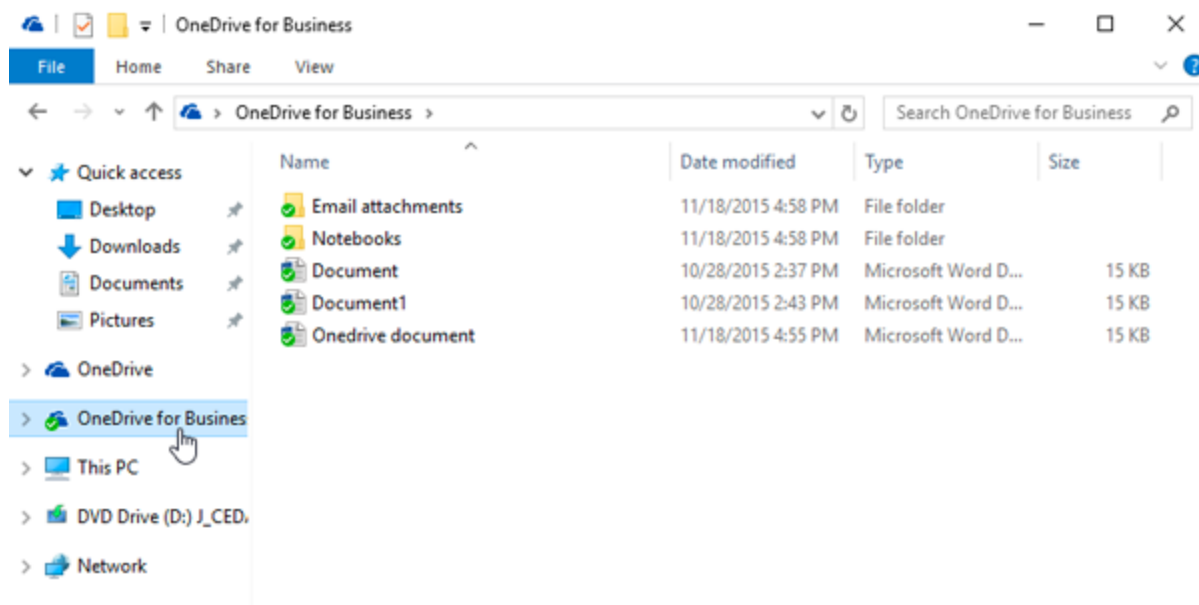 OneDrive for Business
File Home Share View
OneDrive for Business
Search OneDrive for Business
Name Date modified Type Size
Quick access
Desktop
Downloads
Documents
Pictures
OneDrive
OneDrive for Busines
This PC
DVD Drive (D:) J_CED
Network
Email attachments 11/18/2015 4:58 PM File folder
Notebooks 11/18/2015 4:58 PM File folder
Document 10/28/2015 2:37 PM Microsoft Word D... 15 KB
Document1 10/28/2015 2:43 PM Microsoft Word D... 15 KB
Onedrive document 11/18/2015 4:55 PM Microsoft Word D... 15 KB